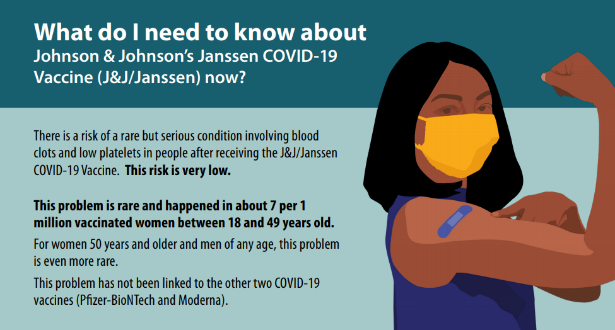 What do I need to know about
Johnson & Johnson’s Janssen COVID-19
Vaccine (J&J/Janssen) now?
There is a risk of a rare but serious condition involving blood
clots and low platelets in people after receiving the J&J/Janssen
COVID-19 Vaccine. This risk is very low.
This problem is rare and happened in about 7 per 1
million vaccinated women between 18 and 49 years old.
For women 50 years and older and men of any age, this problem
is even more rare.
This problem has not been linked to the other two COVID-19
vaccines (Pfizer-BioNTech and Moderna).